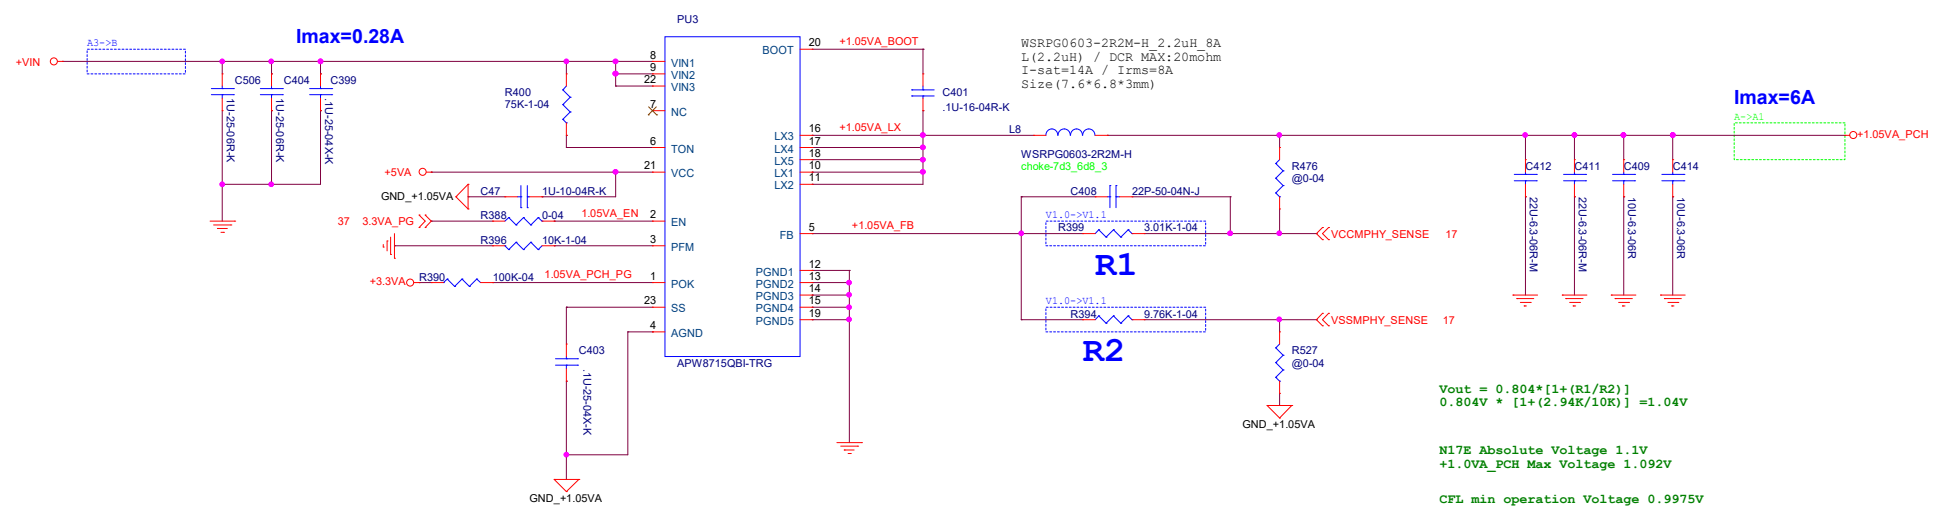 PU3
A3->B
Imax=0.28A
+VIN
C506
1U-25-06R-K
C404
1U-25-06R-K
C399
.1U-25-04X-K
R400
75K-1-04
+5VA
GND_+1.05VA
C47
1U-10-04R-K
37
3.3VA_PG
R388
0-04
1.05VA_EN
R396
10K-1-04
+3.3VA
R390
100K-04
1.05VA_PCH_PG
C403
.1U-25-04X-K
GND_+1.05VA
8
VIN1
9
VIN2
22
VIN3
7
NC
6
TON
21
VCC
2
EN
3
PFM
1
POK
23
SS
4
AGND
BOOT
20
+1.05VA_BOOT
LX3
16
+1.05VA_LX
LX4
17
LX5
18
LX1
10
LX2
11
FB
5
+1.05VA_FB
PGND1
12
PGND2
13
PGND3
14
PGND4
15
PGND5
19
APW8715QBI-TRG
C401
.1U-16-04R-K
WSRPG0603-2R2M-H_2.2uH_8A
L(2.2uH) / DCR MAX:20mohm
I-sat=14A / Irms=8A
Size(7.6*6.8*3mm)
L8
WSRPG0603-2R2M-H
choke-7d3_6d8_3
C408
22P-50-04N-J
V1.0->V1.1
R399
3.01K-1-04
R1
V1.0->V1.1
R394
9.76K-1-04
R2
R476
@0-04
VCCMPHY_SENSE
17
VSSMPHY_SENSE
17
R527
@0-04
GND_+1.05VA
Imax=6A
A->A1
+1.05VA_PCH
C412
22U-6.3-06R-M
C411
22U-6.3-06R-M
C409
10U-6.3-06R
C414
10U-6.3-06R
Vout = 0.804*[1+(R1/R2)]
0.804V * [1+(2.94K/10K)] =1.04V
N17E Absolute Voltage 1.1V
+1.0VA_PCH Max Voltage 1.092V
CFL min operation Voltage 0.9975V